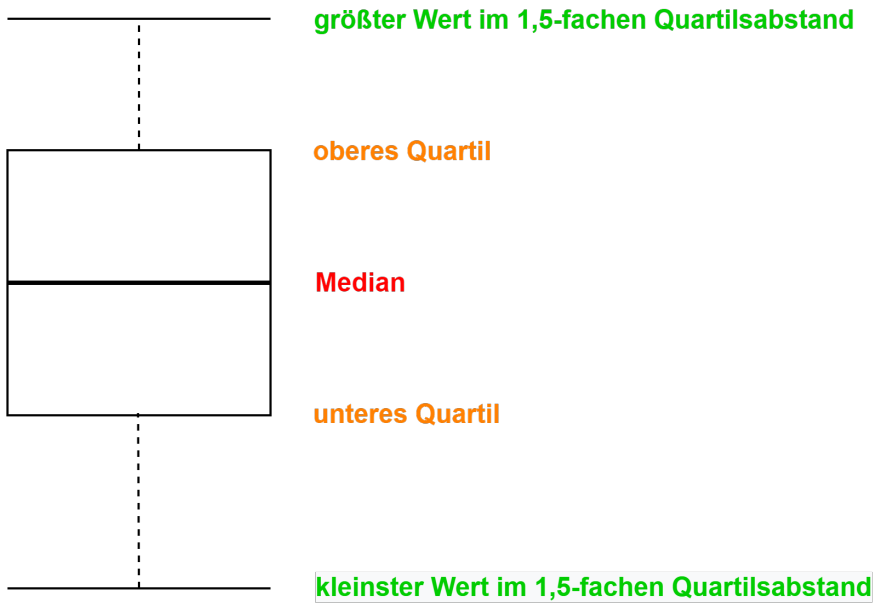 größter Wert im 1,5-fachen Quartilsabstand
oberes Quartil
Median
unteres Quartil
kleinster Wert im 1,5-fachen Quartilsabstand